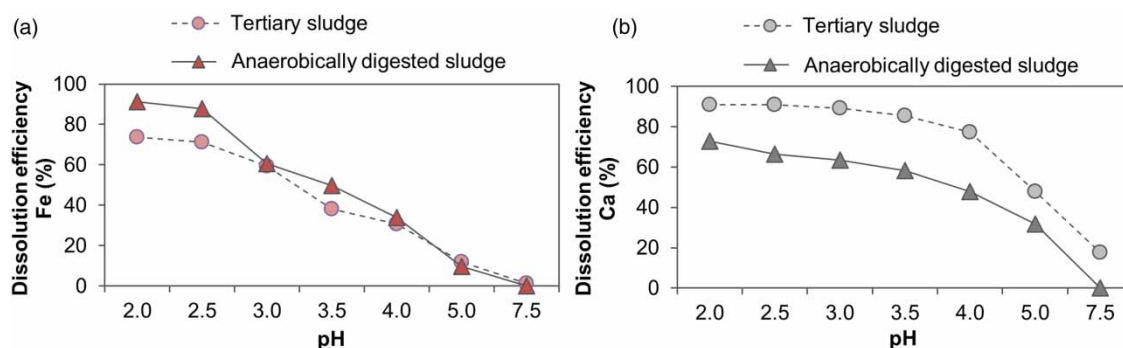 (a)
Tertiary sludge
Anaerobically digested sludge
Dissolution efficiency
Fe (%)
100
80
60
40
20
0
2.0 2.5 3.0 3.5 4.0 5.0 7.5
pH
(b)
Tertiary sludge
Anaerobically digested sludge
Dissolution efficiency
Ca (%)
100
80
60
40
20
0
2.0 2.5 3.0 3.5 4.0 5.0 7.5
pH